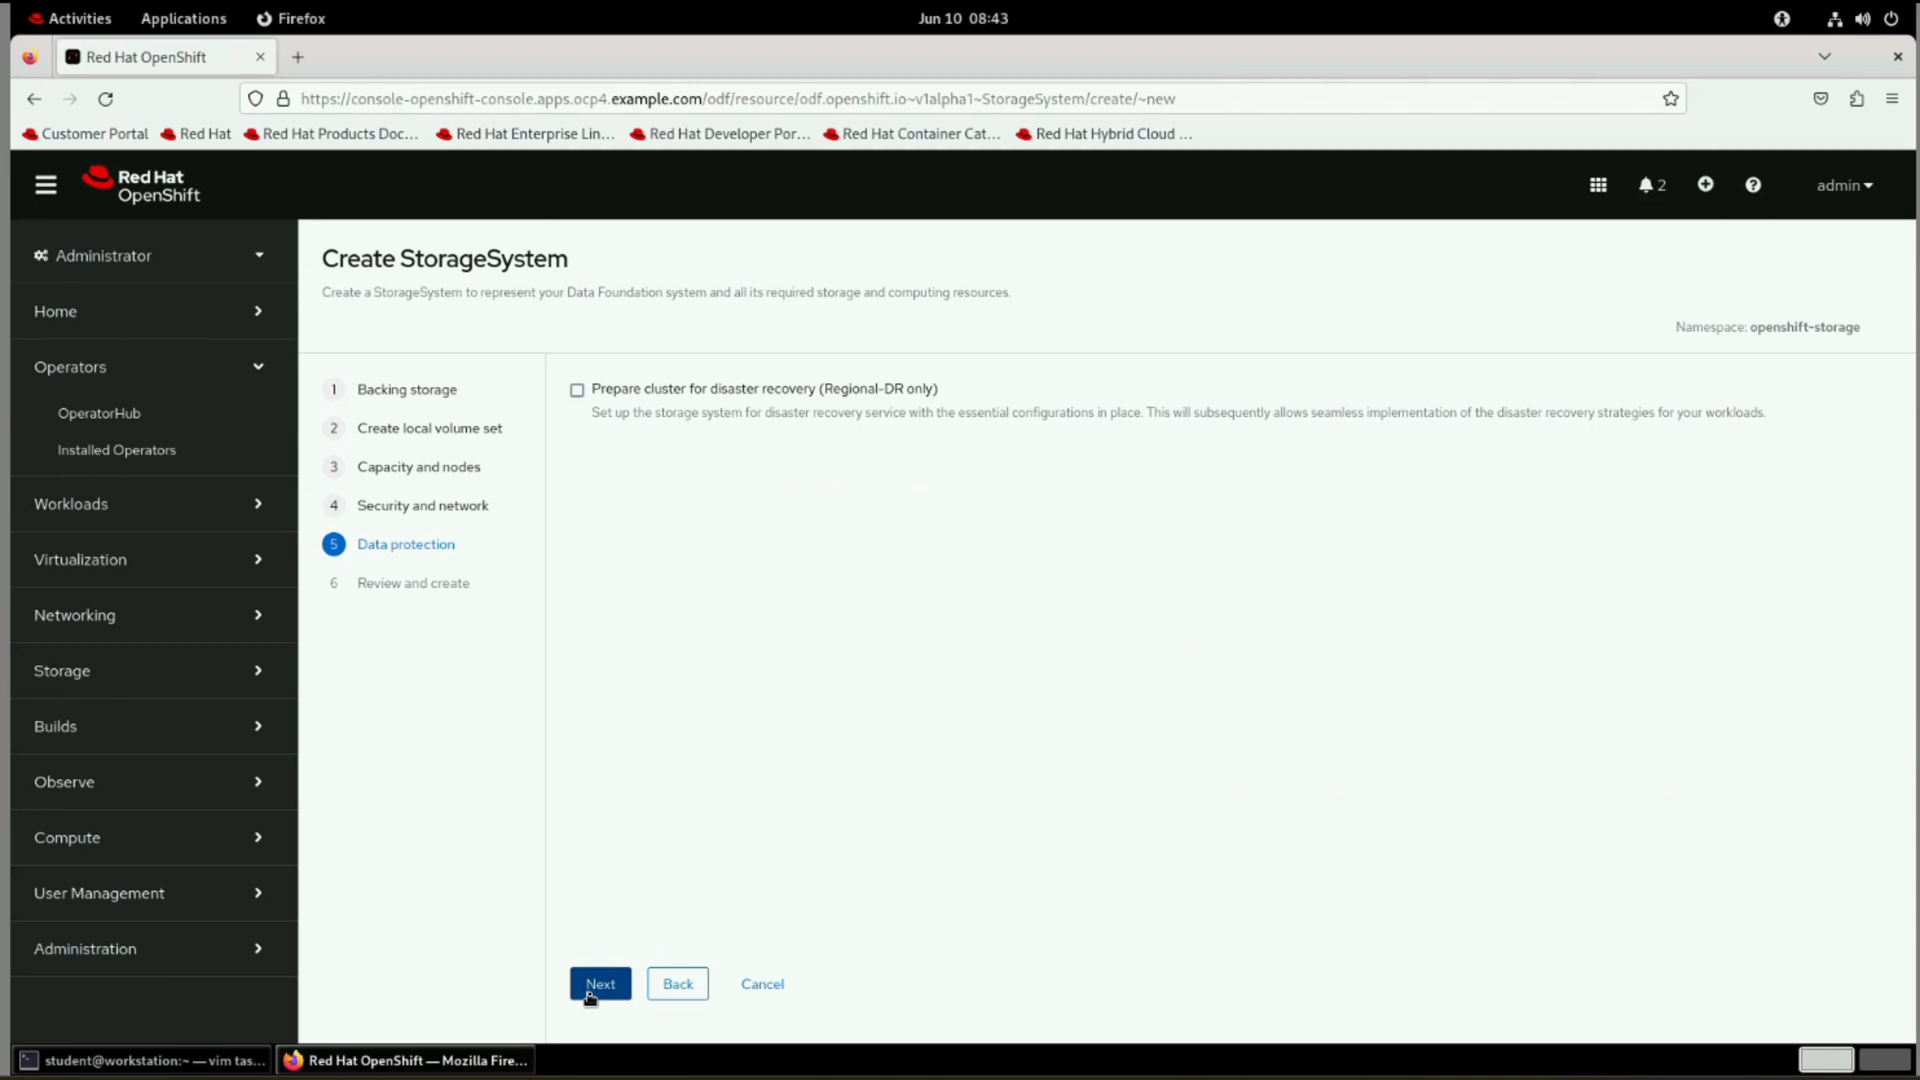 Activities Applications Firefox Jun 10 08:43
Red Hat OpenShift
https://console-openshift-console.apps.ocp4.example.com/odf/resource/odf.openshift.io~v1alpha1~StorageSystem/create/~new
Customer Portal Red Hat Red Hat Products Doc... Red Hat Enterprise Lin... Red Hat Developer Por... Red Hat Container Cat... Red Hat Hybrid Cloud ...
Red Hat
OpenShift
2
admin
Administrator
Home
Operators
OperatorHub
Installed Operators
Workloads
Virtualization
Networking
Storage
Builds
Observe
Compute
User Management
Administration
Create StorageSystem
Create a StorageSystem to represent your Data Foundation system and all its required storage and computing resources.
Namespace: openshift-storage
1 Backing storage
2 Create local volume set
3 Capacity and nodes
4 Security and network
5 Data protection
6 Review and create
Prepare cluster for disaster recovery (Regional-DR only)
Set up the storage system for disaster recovery service with the essential configurations in place. This will subsequently allows seamless implementation of the disaster recovery strategies for your workloads.
Next Back Cancel
student@workstation:~ — vim tas... Red Hat OpenShift — Mozilla Fire...